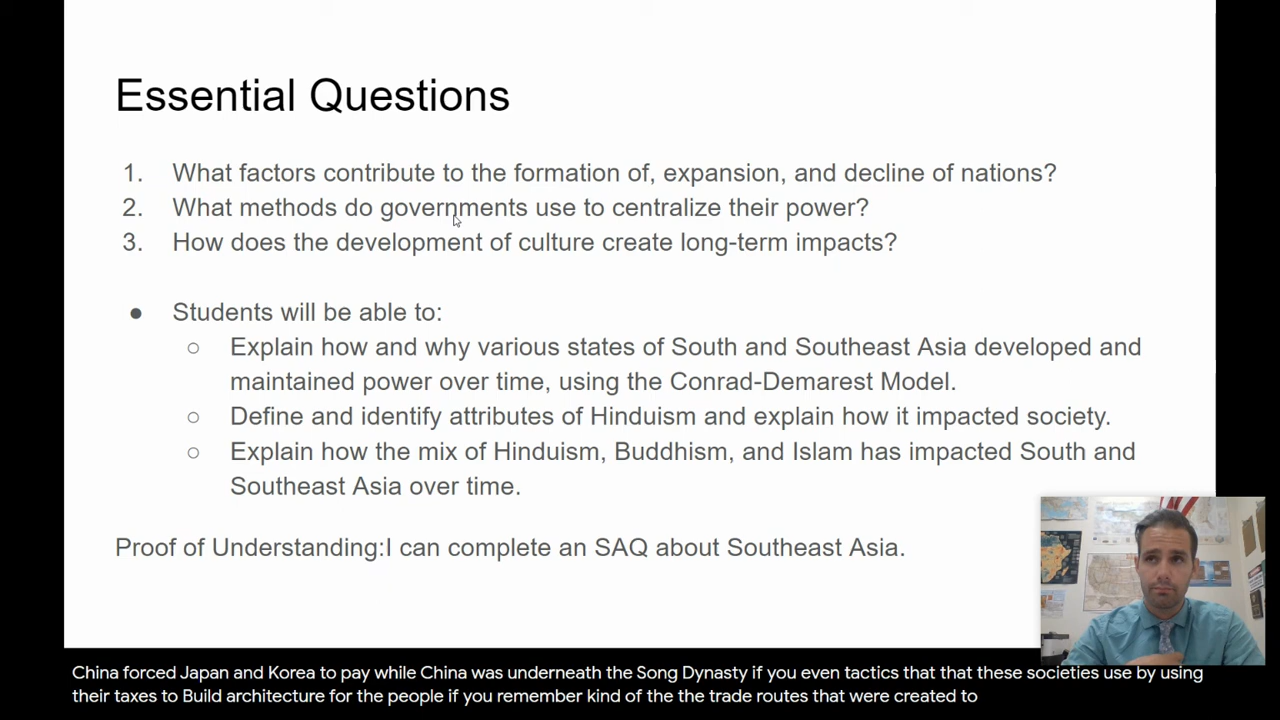 Essential Questions
1. What factors contribute to the formation of, expansion, and decline of nations?
2. What methods do governments use to centralize their power?
3. How does the development of culture create long-term impacts?
● Students will be able to:
○ Explain how and why various states of South and Southeast Asia developed and
maintained power over time, using the Conrad-Demarest Model.
○ Define and identify attributes of Hinduism and explain how it impacted society.
○ Explain how the mix of Hinduism, Buddhism, and Islam has impacted South and
Southeast Asia over time.
Proof of Understanding:I can complete an SAQ about Southeast Asia.
China forced Japan and Korea to pay while China was underneath the Song Dynasty if you even tactics that that these societies use by using
their taxes to Build architecture for the people if you remember kind of the the trade routes that were created to